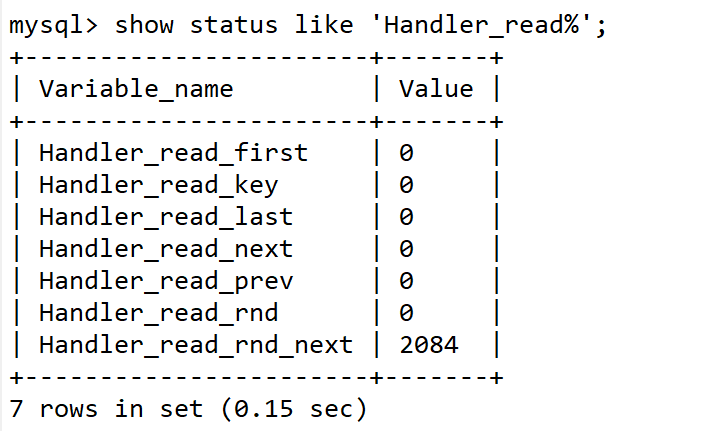 mysql> show status like 'Handler_read%';
+-----------------------+-------+
| Variable_name         | Value |
+-----------------------+-------+
| Handler_read_first    | 0     |
| Handler_read_key      | 0     |
| Handler_read_last     | 0     |
| Handler_read_next     | 0     |
| Handler_read_prev     | 0     |
| Handler_read_rnd      | 0     |
| Handler_read_rnd_next | 2084  |
+-----------------------+-------+
7 rows in set (0.15 sec)